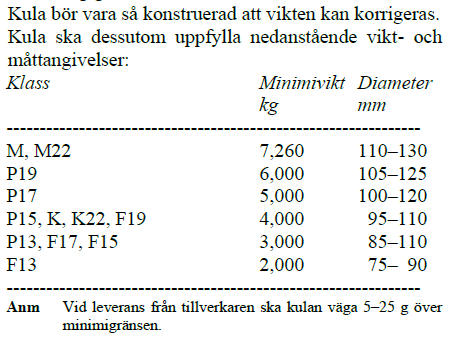 Kula bör vara så konstruerad att vikten kan korrigeras.
Kula ska dessutom uppfylla nedanstående vikt- och
måttangivelser:
Klass Minimivikt Diameter
kg mm
---------------------------------------------------------------
M, M22 7,260 110–130
P19 6,000 105–125
P17 5,000 100–120
P15, K, K22, F19 4,000 95–110
P13, F17, F15 3,000 85–110
F13 2,000 75– 90
---------------------------------------------------------------
Anm Vid leverans från tillverkaren ska kulan väga 5–25 g över
minimigränsen.